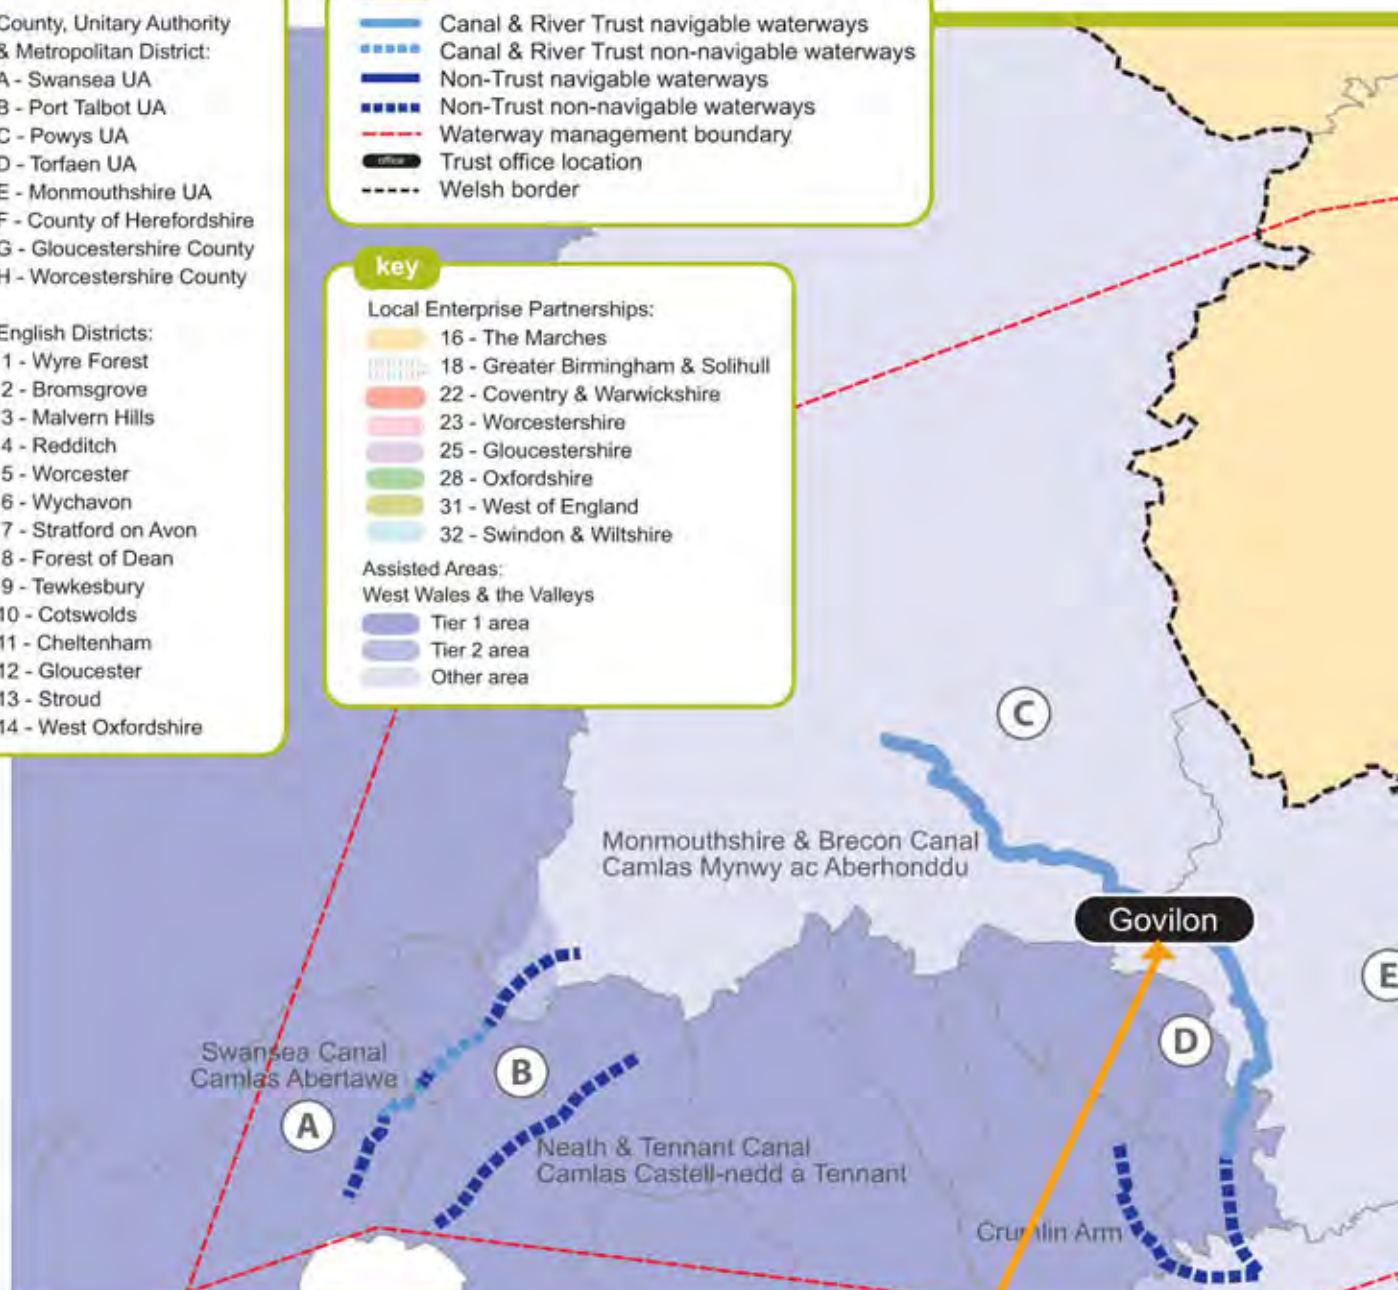 County, Unitary Authority
& Metropolitan District:
A - Swansea UA
B - Port Talbot UA
C - Powys UA
D - Torfaen UA
E - Monmouthshire UA
F - County of Herefordshire
G - Gloucestershire County
H - Worcestershire County
English Districts:
1 - Wyre Forest
2 - Bromsgrove
3 - Malvern Hills
4 - Redditch
5 - Worcester
6 - Wychavon
7 - Stratford on Avon
8 - Forest of Dean
9 - Tewkesbury
10 - Cotswolds
11 - Cheltenham
12 - Gloucester
13 - Stroud
14 - West Oxfordshire
Canal & River Trust navigable waterways
Canal & River Trust non-navigable waterways
Non-Trust navigable waterways
Non-Trust non-navigable waterways
Waterway management boundary
office Trust office location
Welsh border
key
Local Enterprise Partnerships:
16 - The Marches
18 - Greater Birmingham & Solihull
22 - Coventry & Warwickshire
23 - Worcestershire
25 - Gloucestershire
28 - Oxfordshire
31 - West of England
32 - Swindon & Wiltshire
Assisted Areas:
West Wales & the Valleys
Tier 1 area
Tier 2 area
Other area
C
Monmouthshire & Brecon Canal
Camlas Mynwy ac Aberhonddu
Govilon
E
D
Swansea Canal
Camlas Abertawe
B
A
Neath & Tennant Canal
Camlas Castell-nedd a Tennant
Crumlin Arm